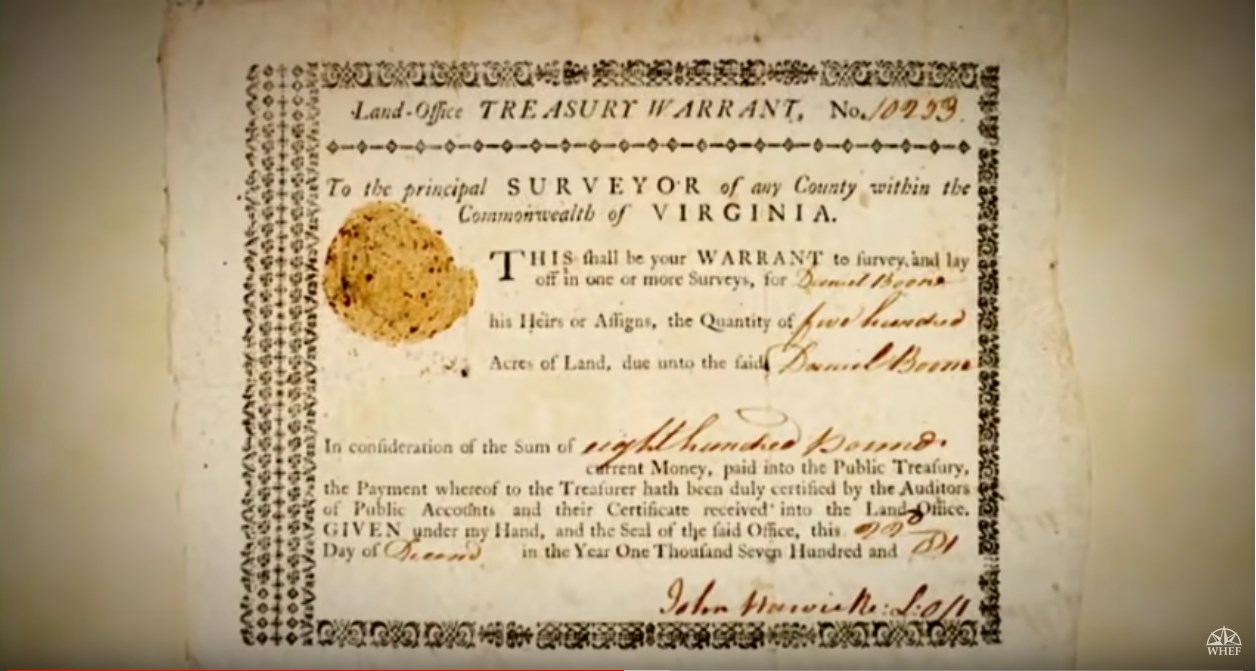 Land-Office TREASURY WARRANT, No. 10253
To the principal SURVEYOR of any County within the
Commonwealth of VIRGINIA.
THIS ſhall be your WARRANT to ſurvey, and lay
off in one or more Surveys, for Daniel Boone
his Heirs or Aſſigns, the Quantity of five hundred
Acres of Land, due unto the ſaid Daniel Boone
In conſideration of the Sum of eight hundred Pounds
current Money, paid into the Public Treaſury,
the Payment whereof to the Treaſurer hath been duly certified by the Auditors
of Public Accounts and their Certificate received into the Land-Office.
GIVEN under my Hand, and the Seal of the ſaid Office, this 22d
Day of in the Year One Thouſand Seven Hundred and 81
John
WHEF